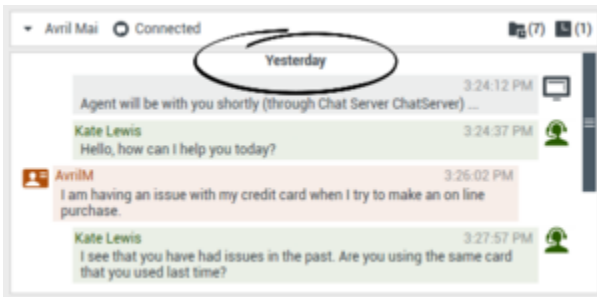 Avril Mai Connected (7) (1)
Yesterday
3:24:12 PM
Agent will be with you shortly (through Chat Server ChatServer) ...
Kate Lewis 3:24:37 PM
Hello, how can I help you today?
AvrilM 3:26:02 PM
I am having an issue with my credit card when I try to make an on line
purchase.
Kate Lewis 3:27:57 PM
I see that you have had issues in the past. Are you using the same card
that you used last time?